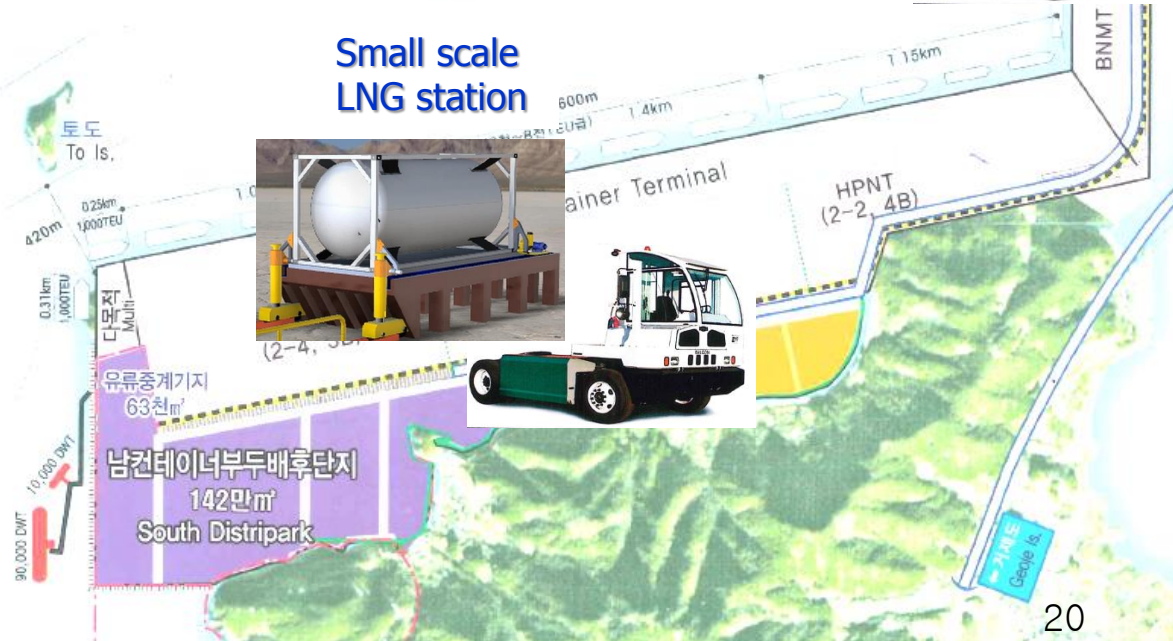 Small scale
LNG station
토도
To Is.
420m
0.25km
1,000TEU
600m
1.4km
1.15km
BNMT
ainer Terminal
HPNT
(2-2, 4B)
0.31km
1,000TEU
다목적
Multi
(2-4,
유류중계기지
63천㎡
남컨테이너부두배후단지
142만㎡
South Distripark
10,000 DWT
90,000 DWT
거제도
Geoje Is.
20